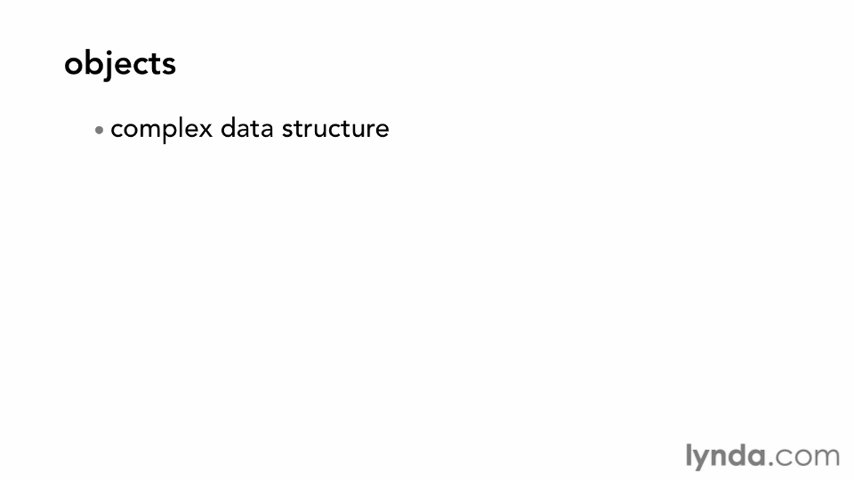 objects
• complex data structure
lynda.com